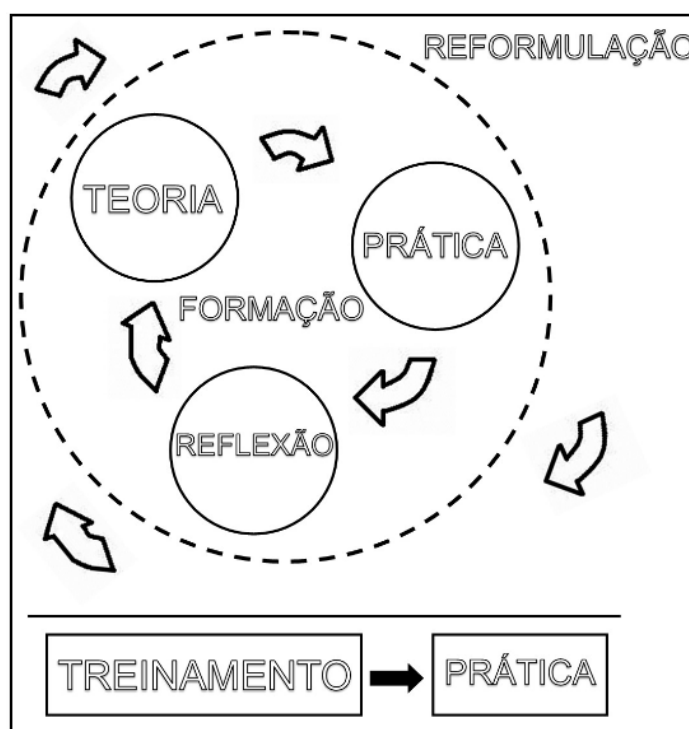 REFORMULAÇÃO
TEORIA
PRÁTICA
FORMAÇÃO
REFLEXÃO
TREINAMENTO
PRÁTICA